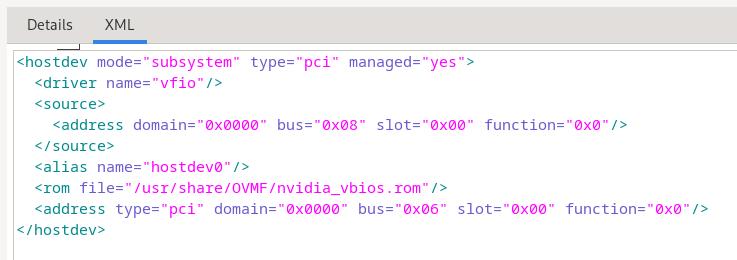 Details XML
<hostdev mode="subsystem" type="pci" managed="yes">
  <driver name="vfio"/>
  <source>
    <address domain="0x0000" bus="0x08" slot="0x00" function="0x0"/>
  </source>
  <alias name="hostdev0"/>
  <rom file="/usr/share/OVMF/nvidia_vbios.rom"/>
  <address type="pci" domain="0x0000" bus="0x06" slot="0x00" function="0x0"/>
</hostdev>